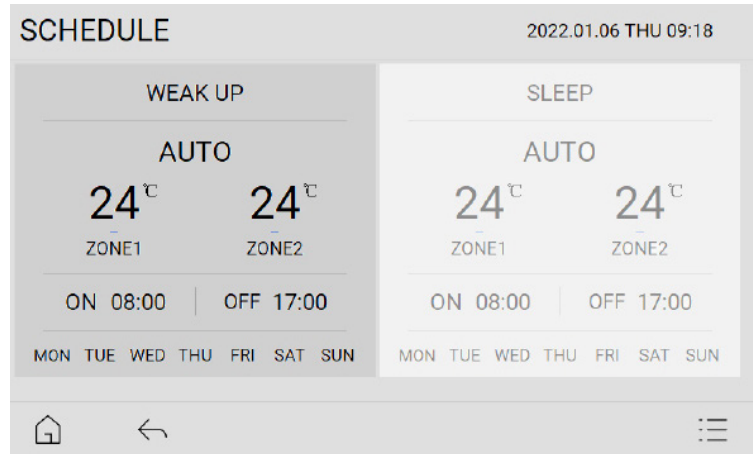 SCHEDULE
2022.01.06 THU 09:18
WEAK UP
AUTO
24℃ 24℃
ZONE1 ZONE2
ON 08:00 OFF 17:00
MON TUE WED THU FRI SAT SUN
SLEEP
AUTO
24℃ 24℃
ZONE1 ZONE2
ON 08:00 OFF 17:00
MON TUE WED THU FRI SAT SUN